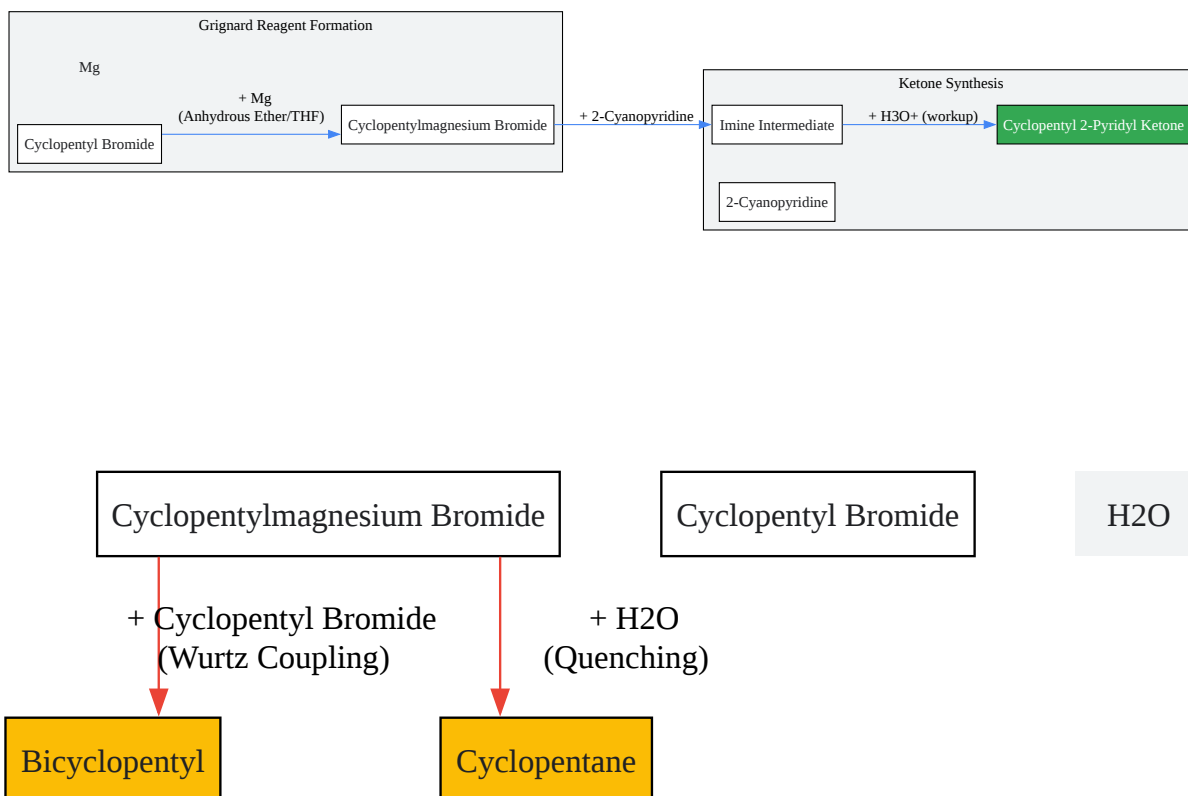 Grignard Reagent Formation
Mg
+ Mg
(Anhydrous Ether/THF)
Cyclopentyl Bromide
Cyclopentylmagnesium Bromide
+ 2-Cyanopyridine
Ketone Synthesis
Imine Intermediate
+ H3O+ (workup)
Cyclopentyl 2-Pyridyl Ketone
2-Cyanopyridine
Cyclopentylmagnesium Bromide
Cyclopentyl Bromide
H2O
+ Cyclopentyl Bromide
(Wurtz Coupling)
+ H2O
(Quenching)
Bicyclopentyl
Cyclopentane